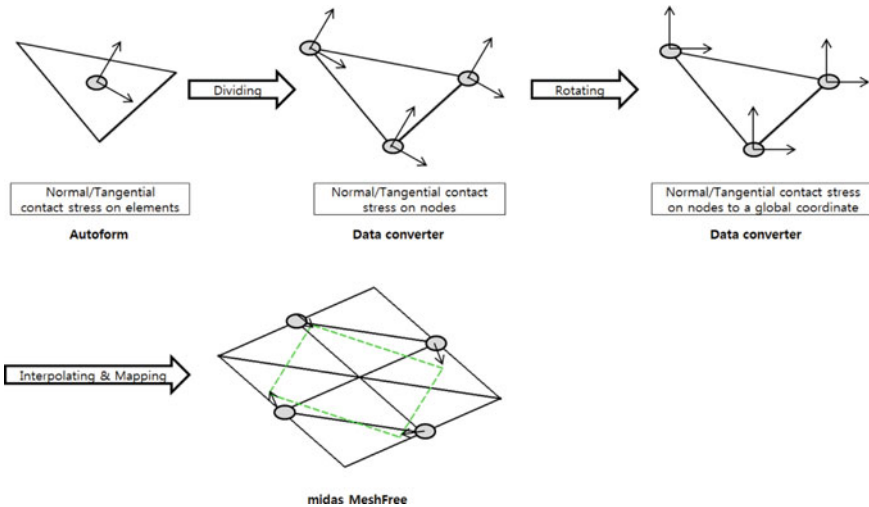 Dividing
Rotating
Normal/Tangential
contact stress on elements
Normal/Tangential contact
stress on nodes
Normal/Tangential contact stress
on nodes to a global coordinate
Autoform
Data converter
Data converter
Interpolating & Mapping
midas MeshFree